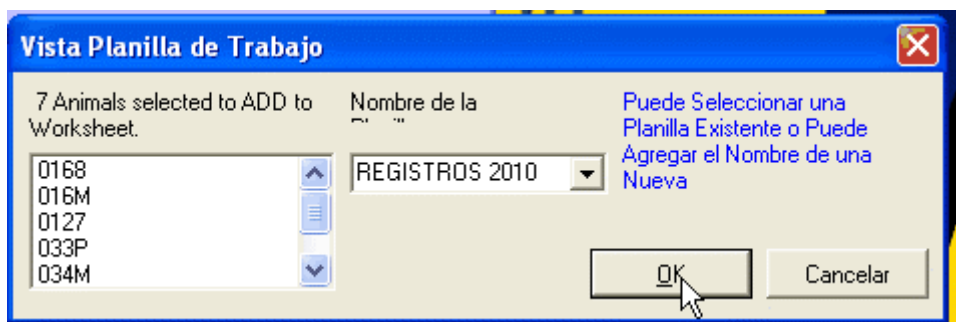 Vista Planilla de Trabajo
7 Animals selected to ADD to
Worksheet.
0168
016M
0127
033P
034M
Nombre de la
REGISTROS 2010
Puede Seleccionar una
Planilla Existente o Puede
Agregar el Nombre de una
Nueva
OK
Cancelar